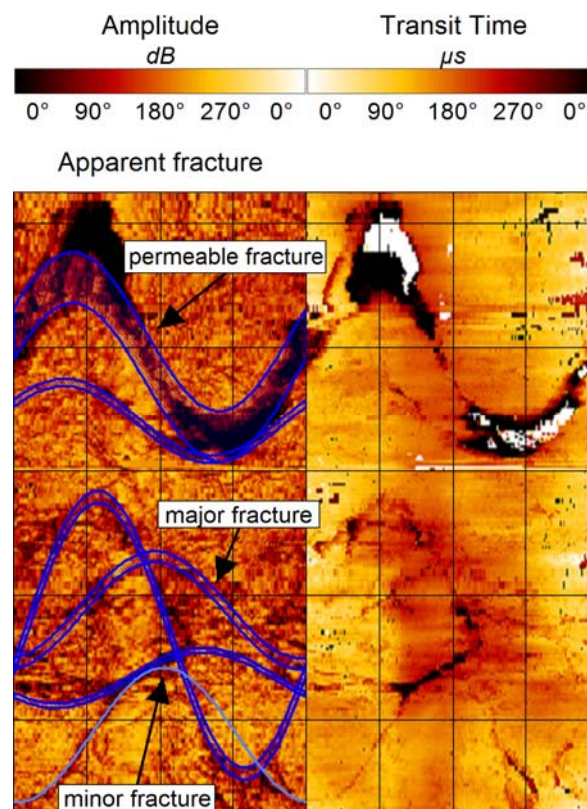 Amplitude Transit Time
dB µs
0° 90° 180° 270° 0° 0° 90° 180° 270° 0°
Apparent fracture
permeable fracture
major fracture
minor fracture